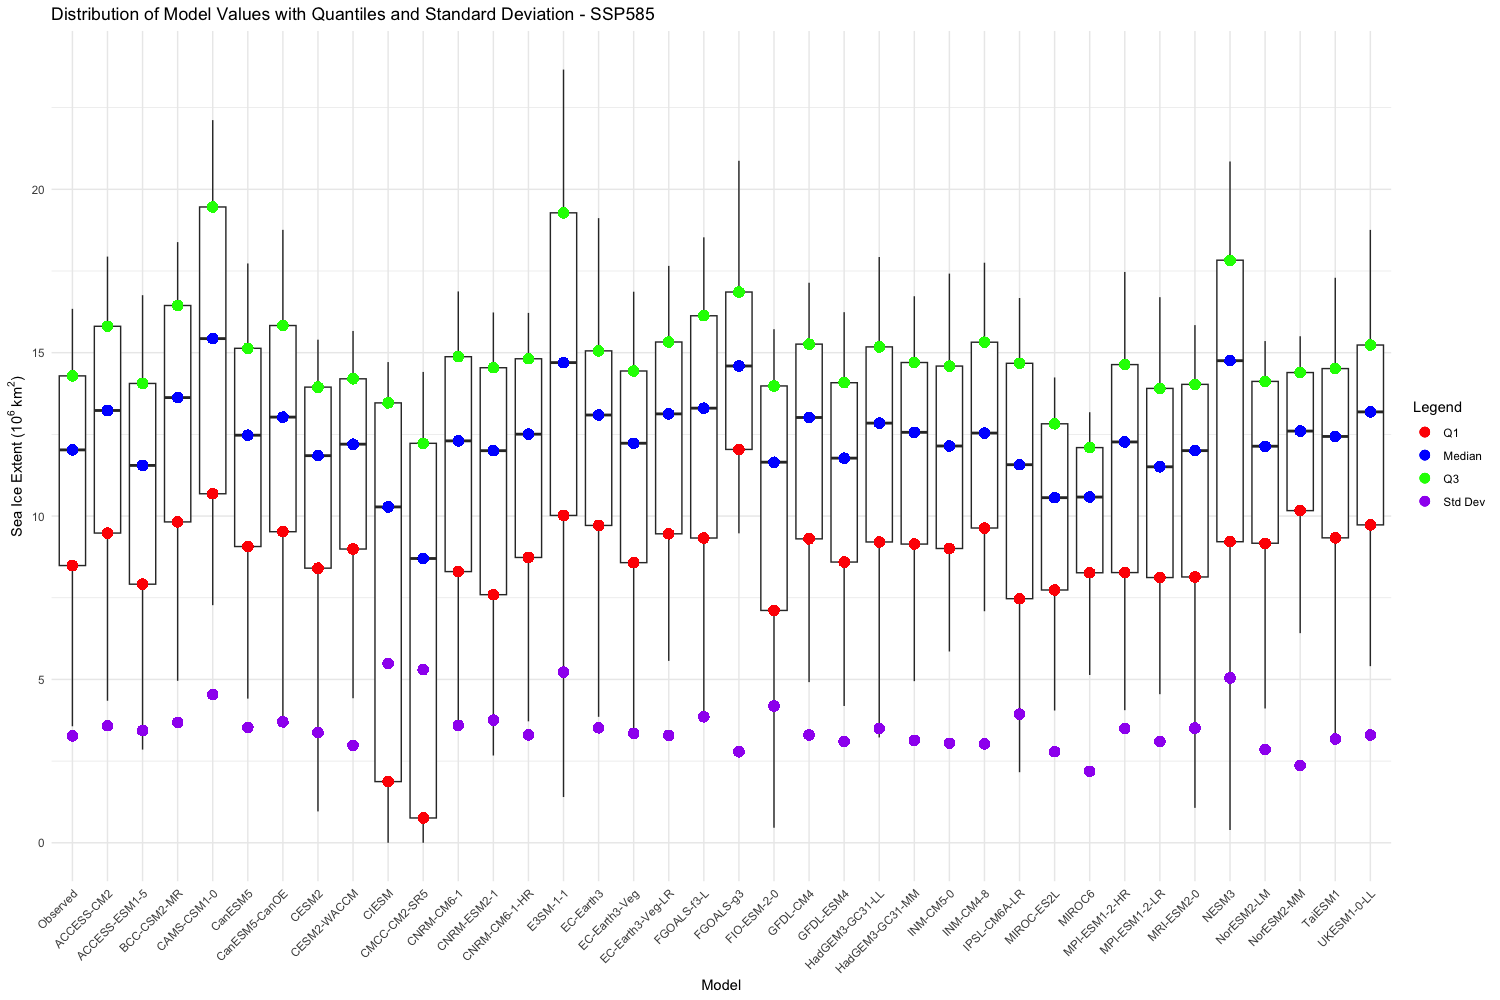 Distribution of Model Values with Quantiles and Standard Deviation - SSP585
Sea Ice Extent (10⁶ km²)
20
15
10
5
0
Observed
ACCESS-CM2
ACCESS-ESM1-5
BCC-CSM2-MR
CAMS-CSM1-0
CanESM5
CanESM5-CanOE
CESM2
CESM2-WACCM
CIESM
CMCC-CM2-SR5
CNRM-CM6-1
CNRM-ESM2-1
CNRM-CM6-1-HR
E3SM-1-1
EC-Earth3
EC-Earth3-Veg
EC-Earth3-Veg-LR
FGOALS-f3-L
FGOALS-g3
FIO-ESM-2-0
GFDL-CM4
GFDL-ESM4
HadGEM3-GC31-LL
HadGEM3-GC31-MM
INM-CM5-0
INM-CM4-8
IPSL-CM6A-LR
MIROC-ES2L
MIROC6
MPI-ESM1-2-HR
MPI-ESM1-2-LR
MRI-ESM2-0
NESM3
NorESM2-LM
NorESM2-MM
TaiESM1
UKESM1-0-LL
Model
Legend
Q1
Median
Q3
Std Dev